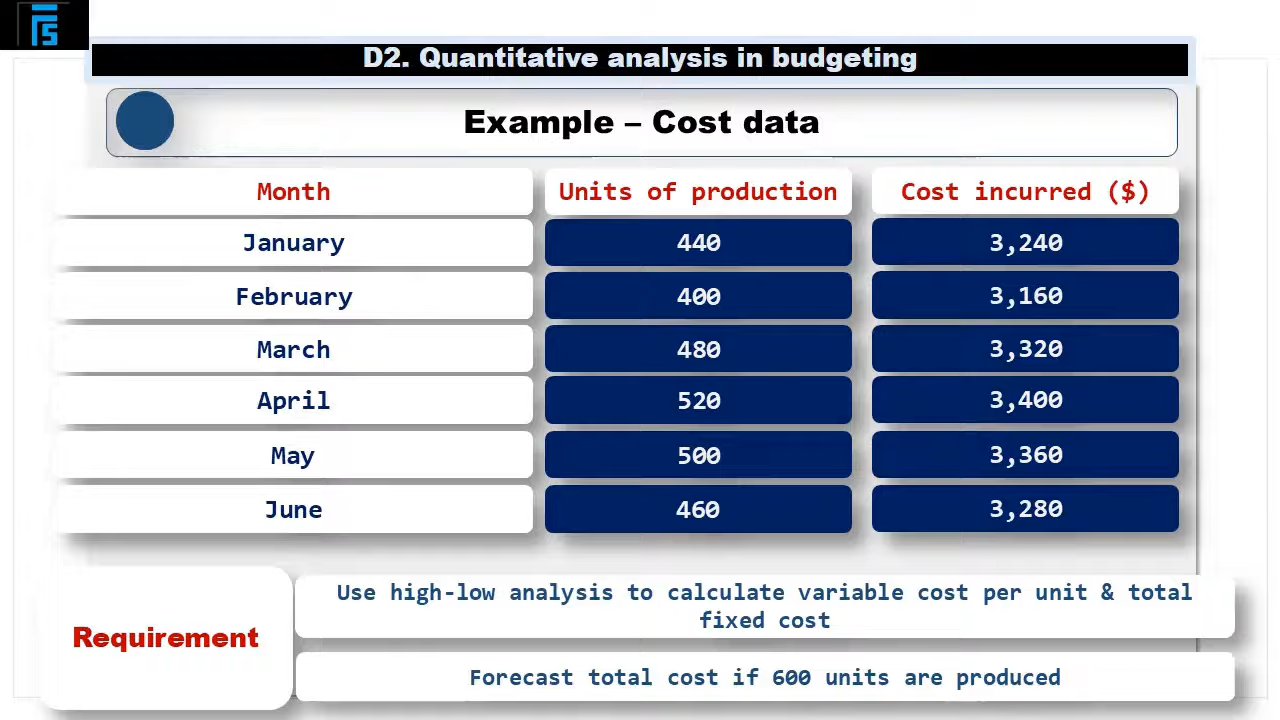 D2. Quantitative analysis in budgeting
Example – Cost data
Month Units of production Cost incurred ($)
January 440 3,240
February 400 3,160
March 480 3,320
April 520 3,400
May 500 3,360
June 460 3,280
Requirement
Use high-low analysis to calculate variable cost per unit & total
fixed cost
Forecast total cost if 600 units are produced